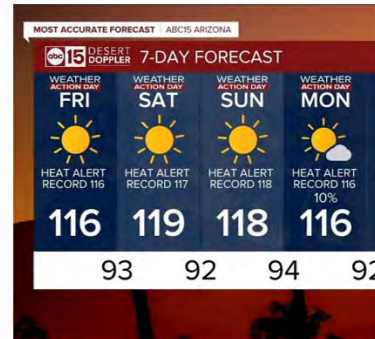 MOST ACCURATE FORECAST | ABC15 ARIZONA
abc 15 DESERT DOPPLER 7-DAY FORECAST
WEATHER WEATHER WEATHER WEATHER
ACTION DAY ACTION DAY ACTION DAY ACTION DAY
FRI SAT SUN MON
HEAT ALERT HEAT ALERT HEAT ALERT HEAT ALERT
RECORD 116 RECORD 117 RECORD 118 RECORD 116
10%
116 119 118 116
93 92 94 92